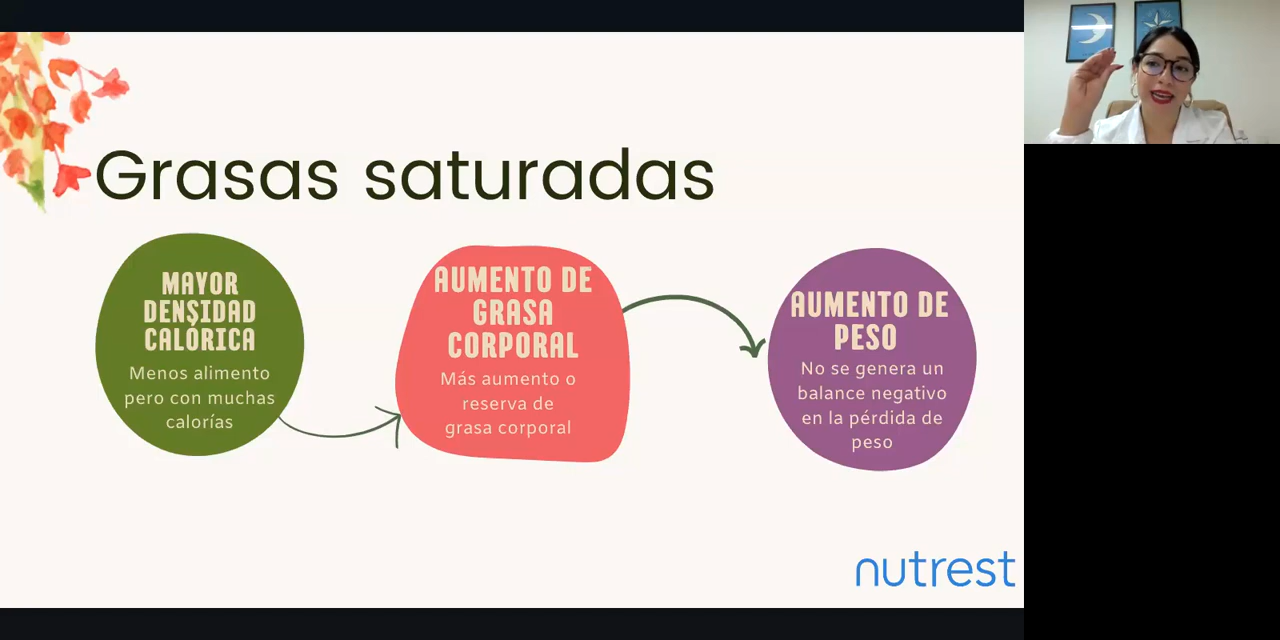 Grasas saturadas
MAYOR
DENSIDAD
CALÓRICA
Menos alimento
pero con muchas
calorías
AUMENTO DE
GRASA
CORPORAL
Más aumento o
reserva de
grasa corporal
AUMENTO DE
PESO
No se genera un
balance negativo
en la pérdida de
peso
nutrest